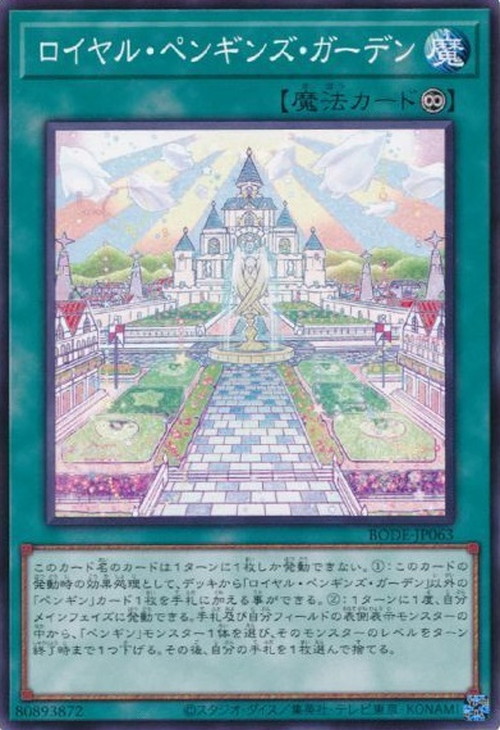 ロイヤル・ペンギンズ・ガーデン 魔
【魔法カード】
BODE-JP063
このカード名のカードは１ターンに１枚しか発動できない。①：このカードの
発動時の効果処理として、デッキから「ロイヤル・ペンギンズ・ガーデン」以外の
「ペンギン」カード１枚を手札に加える事ができる。②：１ターンに１度、自分
メインフェイズに発動できる。手札及び自分フィールドの表側表示モンスター
の中から、「ペンギン」モンスター１体を選び、そのモンスターのレベルをターン
終了時まで１つ下げる。その後、自分の手札を１枚選んで捨てる。
80893872 ©スタジオ・ダイス／集英社・テレビ東京・KONAMI